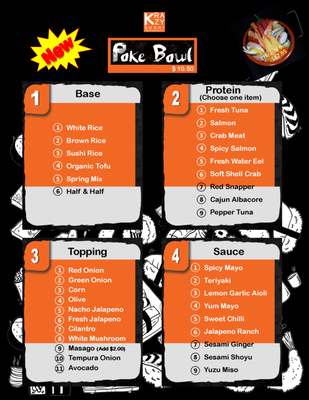 KRA
ZZY
SUSHI
New
Poke Bowl
$ 10.50
1
Base
1 White Rice
2 Brown Rice
3 Sushi Rice
4 Organic Tofu
5 Spring Mix
6 Half & Half
2
Protein
(Choose one item)
1 Fresh Tuna
2 Salmon
3 Crab Meat
4 Spicy Salmon
5 Fresh Water Eel
6 Soft Shell Crab
7 Red Snapper
8 Cajun Albacore
9 Pepper Tuna
3
Topping
1 Red Onion
2 Green Onion
3 Corn
4 Olive
5 Nacho Jalapeno
6 Fresh Jalapeno
7 Cilantro
8 White Mushroom
9 Masago (Add $2.00)
10 Tempura Onion
11 Avocado
4
Sauce
1 Spicy Mayo
2 Teriyaki
3 Lemon Garlic Aioli
4 Yum Mayo
5 Sweet Chilli
6 Jalapeno Ranch
7 Sesami Ginger
8 Sesami Shoyu
9 Yuzu Miso